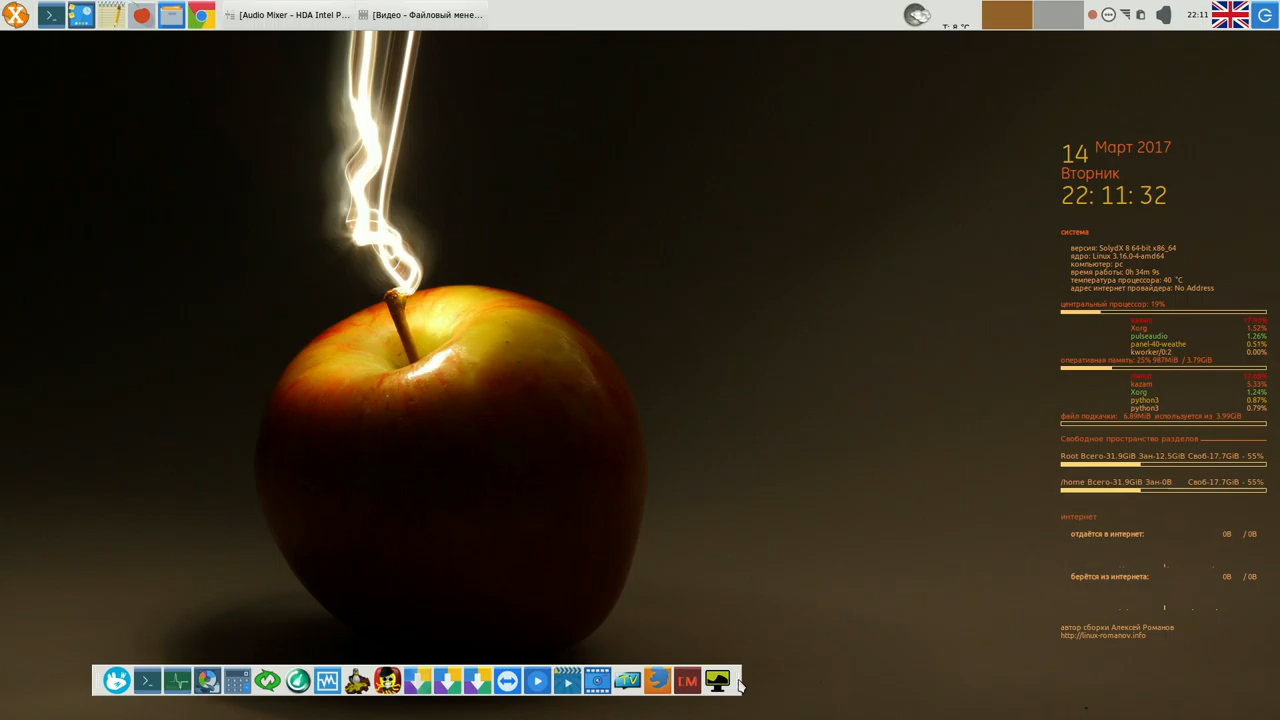 [Audio Mixer - HDA Intel P... [Видео - Файловый мене...
T: 8 °C
22:11
14 Март 2017
Вторник
22: 11: 32
система
версия: SolydX 8 64-bit x86_64
ядро: Linux 3.16.0-4-amd64
компьютер: pc
время работы: 0h 34m 9s
температура процессора: 40 °C
адрес интернет провайдера: No Address
центральный процессор: 19%
Xorg 1.52%
pulseaudio 1.26%
panel-40-weathe 0.51%
kworker/0:2 0.00%
оперативная память: 25% 987MiB / 3.79GiB
kazam 5.33%
Xorg 1.24%
python3 0.87%
python3 0.79%
файл подкачки: 6.89MiB используется из 3.99GiB
Свободное пространство разделов
Root Всего-31.9GiB Зан-12.5GiB Своб-17.7GiB - 55%
/home Всего-31.9GiB Зан-0B Своб-17.7GiB - 55%
интернет
отдаётся в интернет: 0B / 0B
берётся из интернета: 0B / 0B
автор сборки Алексей Романов
http://linux-romanov.info
TV
CM